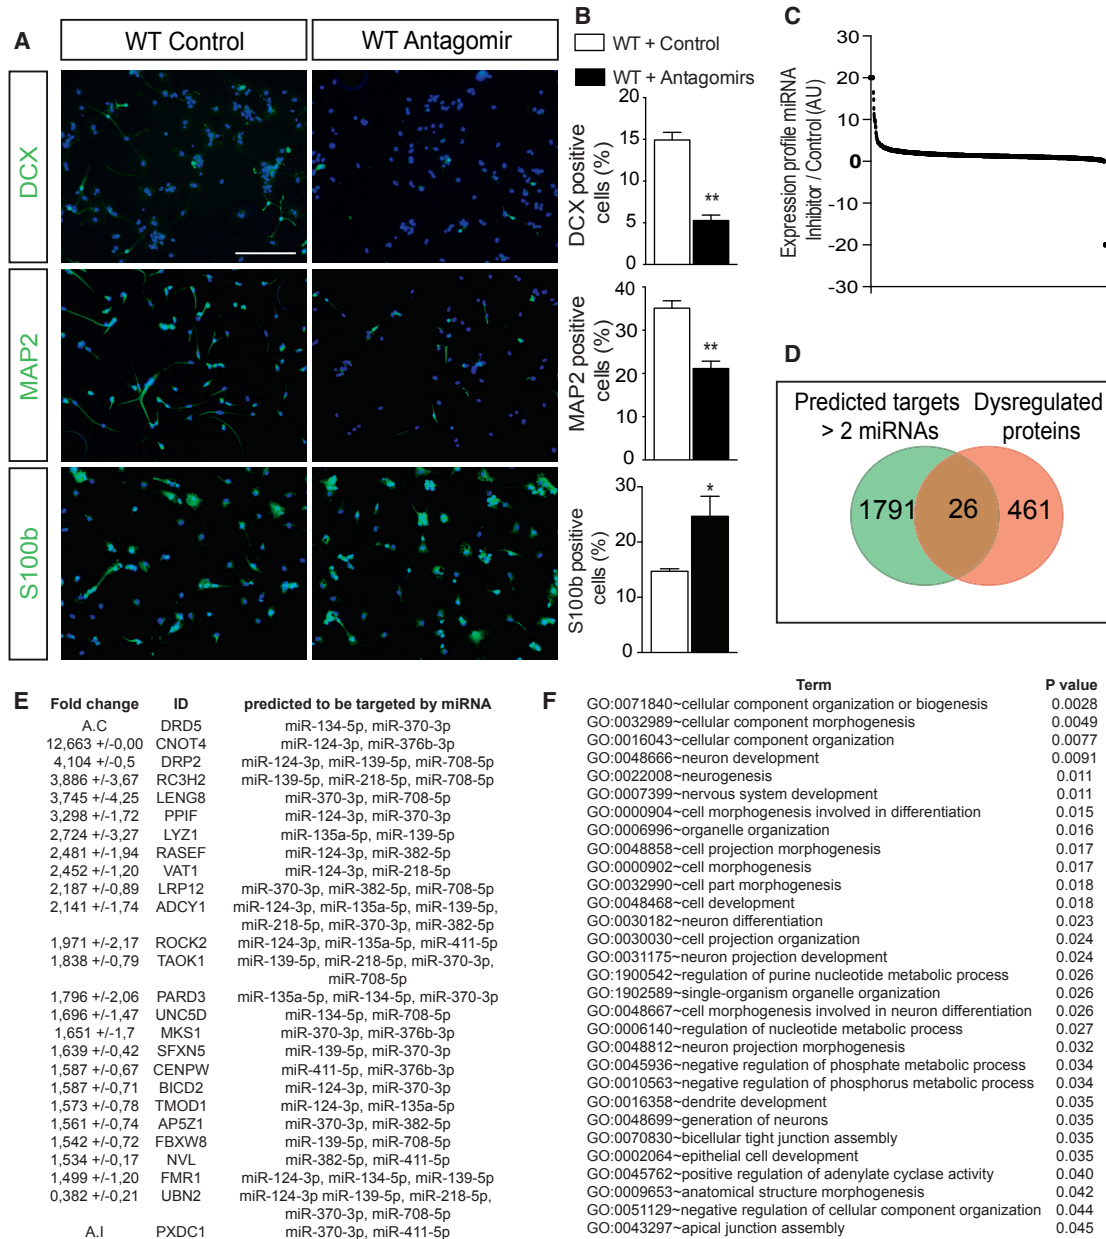 A
WT Control
WT Antagomir
DCX
MAP2
S100b
B
WT + Control
WT + Antagomirs
DCX positive
cells (%)
20
15
10
5
0
**
MAP2 positive
cells (%)
40
30
20
10
0
**
S100b positive
cells (%)
30
20
10
0
*
C
Expression profile miRNA
Inhibitor / Control (AU)
30
20
10
0
-10
-20
-30
D
Predicted targets
> 2 miRNAs
Dysregulated
proteins
1791
26
461
E
Fold change ID predicted to be targeted by miRNA
A.C DRD5 miR-134-5p, miR-370-3p
12,663 +/-0,00 CNOT4 miR-124-3p, miR-376b-3p
4,104 +/-0,5 DRP2 miR-124-3p, miR-139-5p, miR-708-5p
3,886 +/-3,67 RC3H2 miR-139-5p, miR-218-5p, miR-708-5p
3,745 +/-4,25 LENG8 miR-370-3p, miR-708-5p
3,298 +/-1,72 PPIF miR-124-3p, miR-370-3p
2,724 +/-3,27 LYZ1 miR-135a-5p, miR-139-5p
2,481 +/-1,94 RASEF miR-124-3p, miR-382-5p
2,452 +/-1,20 VAT1 miR-124-3p, miR-218-5p
2,187 +/-0,89 LRP12 miR-370-3p, miR-382-5p, miR-708-5p
2,141 +/-1,74 ADCY1 miR-124-3p, miR-135a-5p, miR-139-5p,
miR-218-5p, miR-370-3p, miR-382-5p
1,971 +/-2,17 ROCK2 miR-124-3p, miR-135a-5p, miR-411-5p
1,838 +/-0,79 TAOK1 miR-139-5p, miR-218-5p, miR-370-3p,
miR-708-5p
1,796 +/-2,06 PARD3 miR-135a-5p, miR-134-5p, miR-370-3p
1,696 +/-1,47 UNC5D miR-134-5p, miR-708-5p
1,651 +/-1,7 MKS1 miR-370-3p, miR-376b-3p
1,639 +/-0,42 SFXN5 miR-139-5p, miR-370-3p
1,587 +/-0,67 CENPW miR-411-5p, miR-376b-3p
1,587 +/-0,71 BICD2 miR-124-3p, miR-370-3p
1,573 +/-0,78 TMOD1 miR-124-3p, miR-135a-5p
1,561 +/-0,74 AP5Z1 miR-370-3p, miR-382-5p
1,542 +/-0,72 FBXW8 miR-139-5p, miR-708-5p
1,534 +/-0,17 NVL miR-382-5p, miR-411-5p
1,499 +/-1,20 FMR1 miR-124-3p, miR-134-5p, miR-139-5p
0,382 +/-0,21 UBN2 miR-124-3p miR-139-5p, miR-218-5p,
miR-370-3p, miR-708-5p
A.I PXDC1 miR-370-3p, miR-411-5p
F
Term P value
GO:0071840~cellular component organization or biogenesis 0.0028
GO:0032989~cellular component morphogenesis 0.0049
GO:0016043~cellular component organization 0.0077
GO:0048666~neuron development 0.0091
GO:0022008~neurogenesis 0.011
GO:0007399~nervous system development 0.011
GO:0000904~cell morphogenesis involved in differentiation 0.015
GO:0006996~organelle organization 0.016
GO:0048858~cell projection morphogenesis 0.017
GO:0000902~cell morphogenesis 0.017
GO:0032990~cell part morphogenesis 0.018
GO:0048468~cell development 0.018
GO:0030182~neuron differentiation 0.023
GO:0030030~cell projection organization 0.024
GO:0031175~neuron projection development 0.024
GO:1900542~regulation of purine nucleotide metabolic process 0.026
GO:1902589~single-organism organelle organization 0.026
GO:0048667~cell morphogenesis involved in neuron differentiation 0.026
GO:0006140~regulation of nucleotide metabolic process 0.027
GO:0048812~neuron projection morphogenesis 0.032
GO:0045936~negative regulation of phosphate metabolic process 0.034
GO:0010563~negative regulation of phosphorus metabolic process 0.034
GO:0016358~dendrite development 0.035
GO:0048699~generation of neurons 0.035
GO:0070830~bicellular tight junction assembly 0.035
GO:0002064~epithelial cell development 0.035
GO:0045762~positive regulation of adenylate cyclase activity 0.040
GO:0009653~anatomical structure morphogenesis 0.042
GO:0051129~negative regulation of cellular component organization 0.044
GO:0043297~apical junction assembly 0.045